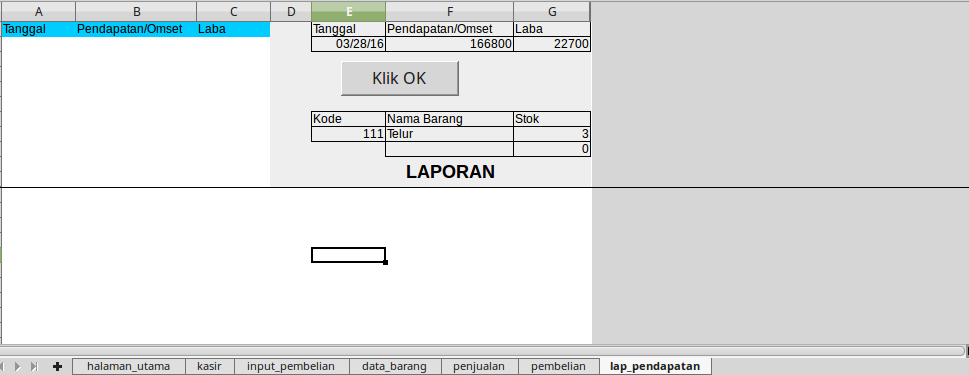 A B C D E F G
Tanggal Pendapatan/Omset Laba Tanggal Pendapatan/Omset Laba
03/28/16 166800 22700
Klik OK
Kode Nama Barang Stok
111 Telur 3
0
LAPORAN
halaman_utama kasir input_pembelian data_barang penjualan pembelian lap_pendapatan